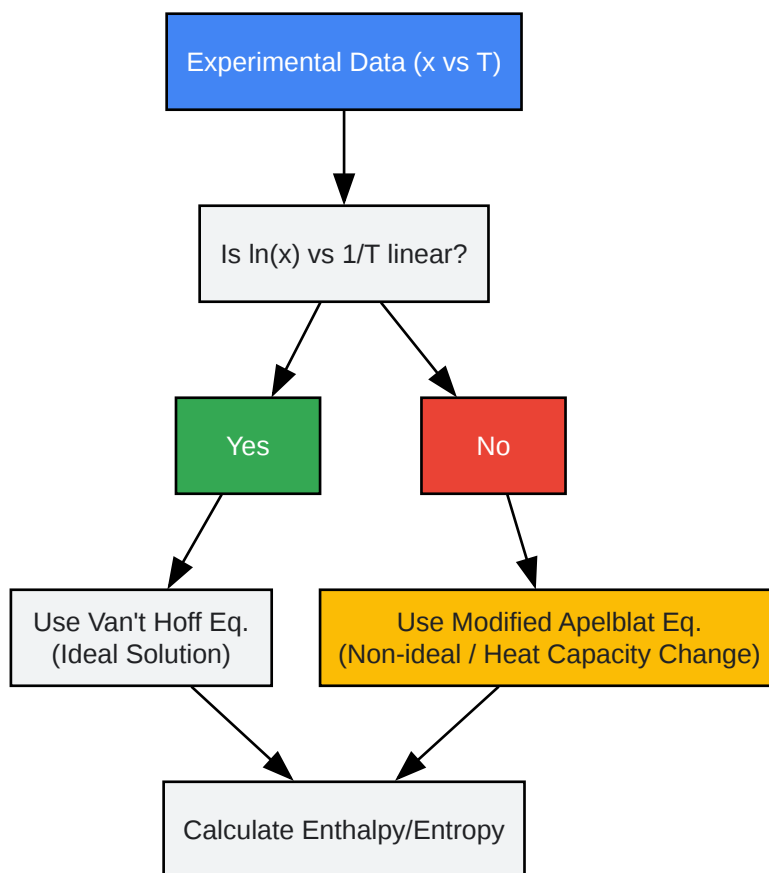 Experimental Data (x vs T)
Is ln(x) vs 1/T linear?
Yes
No
Use Van't Hoff Eq.
(Ideal Solution)
Use Modified Apelblat Eq.
(Non-ideal / Heat Capacity Change)
Calculate Enthalpy/Entropy